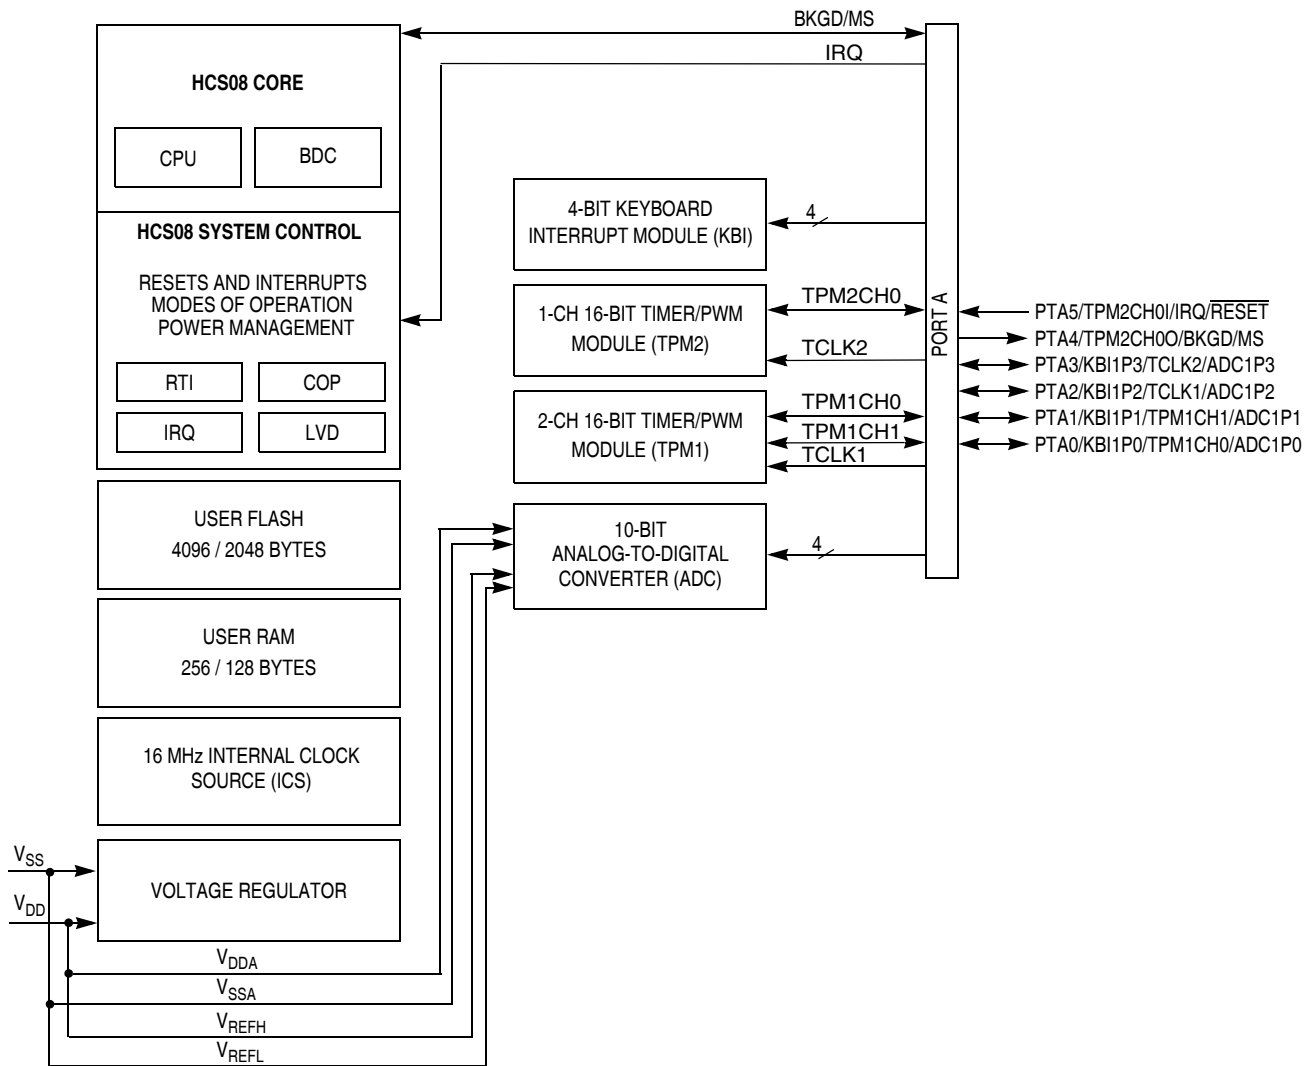 BKGD/MS
IRQ
HCS08 CORE
CPU
BDC
HCS08 SYSTEM CONTROL
RESETS AND INTERRUPTS
MODES OF OPERATION
POWER MANAGEMENT
RTI
COP
IRQ
LVD
USER FLASH
4096 / 2048 BYTES
USER RAM
256 / 128 BYTES
16 MHz INTERNAL CLOCK
SOURCE (ICS)
VOLTAGE REGULATOR
VSS
VDD
VDDA
VSSA
VREFH
VREFL
4-BIT KEYBOARD
INTERRUPT MODULE (KBI)
4
1-CH 16-BIT TIMER/PWM
MODULE (TPM2)
TPM2CH0
TCLK2
2-CH 16-BIT TIMER/PWM
MODULE (TPM1)
TPM1CH0
TPM1CH1
TCLK1
10-BIT
ANALOG-TO-DIGITAL
CONVERTER (ADC)
4
PORT A
PTA5/TPM2CH0I/IRQ/RESET
PTA4/TPM2CH0O/BKGD/MS
PTA3/KBI1P3/TCLK2/ADC1P3
PTA2/KBI1P2/TCLK1/ADC1P2
PTA1/KBI1P1/TPM1CH1/ADC1P1
PTA0/KBI1P0/TPM1CH0/ADC1P0